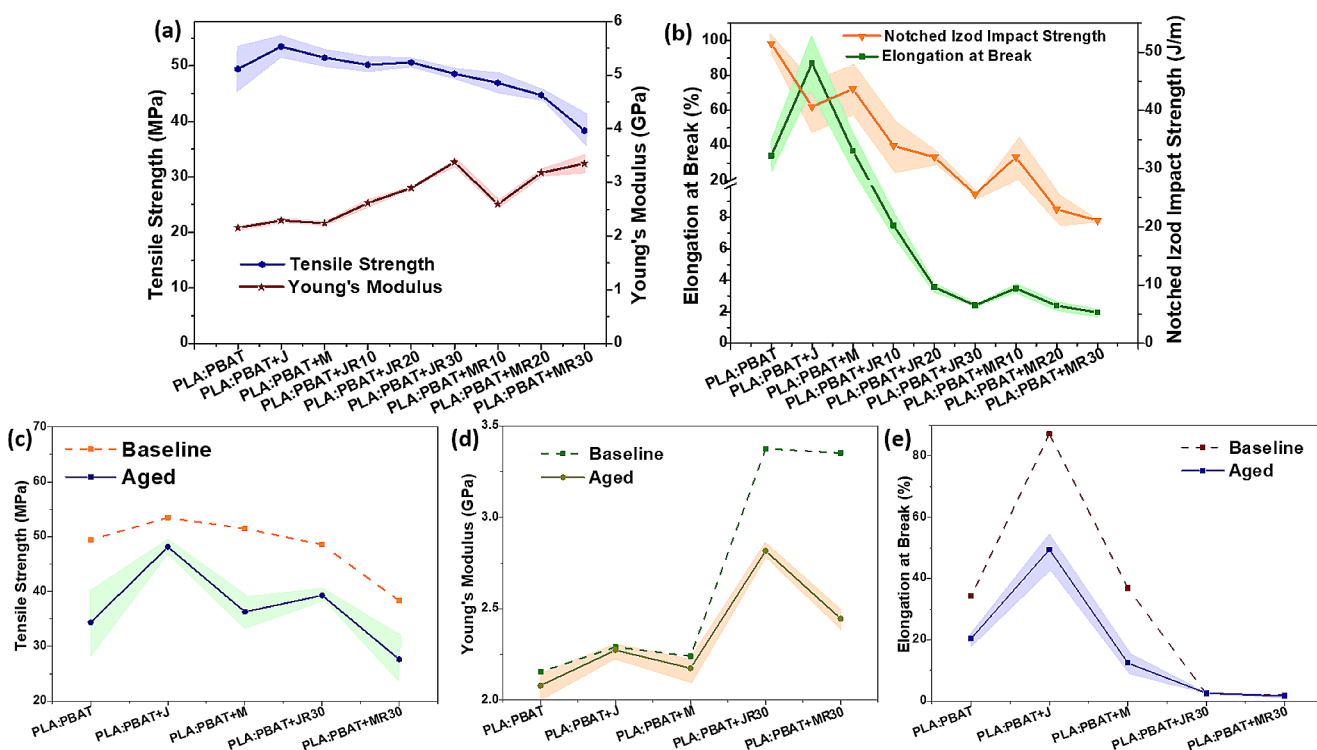 (a)
Tensile Strength (MPa)
0
10
20
30
40
50
Young's Modulus (GPa)
0
1
2
3
4
5
6
Tensile Strength
Young's Modulus
PLA:PBAT
PLA:PBAT+J
PLA:PBAT+M
PLA:PBAT+JR10
PLA:PBAT+JR20
PLA:PBAT+JR30
PLA:PBAT+MR10
PLA:PBAT+MR20
PLA:PBAT+MR30
(b)
Elongation at Break (%)
0
2
4
6
8
20
40
60
80
100
Notched Izod Impact Strength (J/m)
0
10
20
30
40
50
Notched Izod Impact Strength
Elongation at Break
PLA:PBAT
PLA:PBAT+J
PLA:PBAT+M
PLA:PBAT+JR10
PLA:PBAT+JR20
PLA:PBAT+JR30
PLA:PBAT+MR10
PLA:PBAT+MR20
PLA:PBAT+MR30
(c)
Tensile Strength (MPa)
20
30
40
50
60
70
Baseline
Aged
PLA:PBAT
PLA:PBAT+J
PLA:PBAT+M
PLA:PBAT+JR30
PLA:PBAT+MR30
(d)
Young's Modulus (GPa)
2.0
2.5
3.0
3.5
Baseline
Aged
PLA:PBAT
PLA:PBAT+J
PLA:PBAT+M
PLA:PBAT+JR30
PLA:PBAT+MR30
(e)
Elongation at Break (%)
0
20
40
60
80
Baseline
Aged
PLA:PBAT
PLA:PBAT+J
PLA:PBAT+M
PLA:PBAT+JR30
PLA:PBAT+MR30